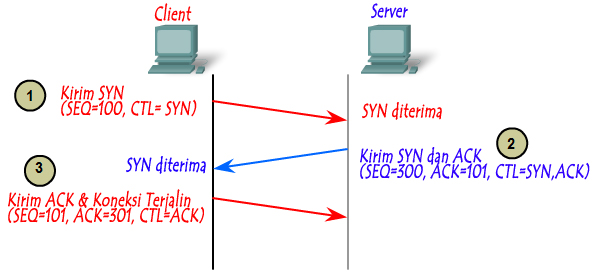 Client
Server
1
Kirim SYN
(SEQ=100, CTL= SYN)
SYN diterima
2
Kirim SYN dan ACK
(SEQ=300, ACK=101, CTL=SYN,ACK)
SYN diterima
3
Kirim ACK & Koneksi Terjalin
(SEQ=101, ACK=301, CTL=ACK)